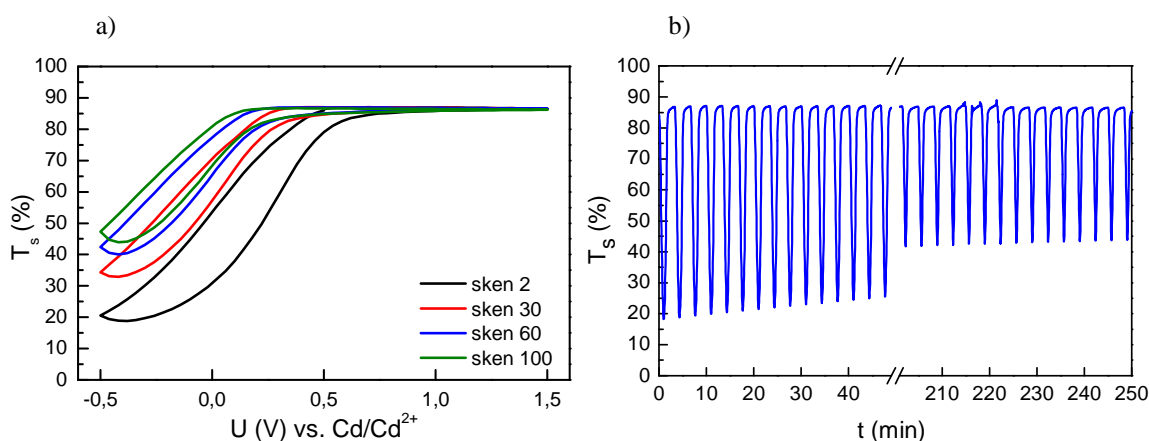 a)
100
90
80
70
60
50
40
30
20
10
0
T_s (%)
sken 2
sken 30
sken 60
sken 100
-0,5 0,0 0,5 1,0 1,5
U (V) vs. Cd/Cd²⁺
b)
100
90
80
70
60
50
40
30
20
10
0
T_s (%)
0 10 20 30 40 210 220 230 240 250
t (min)